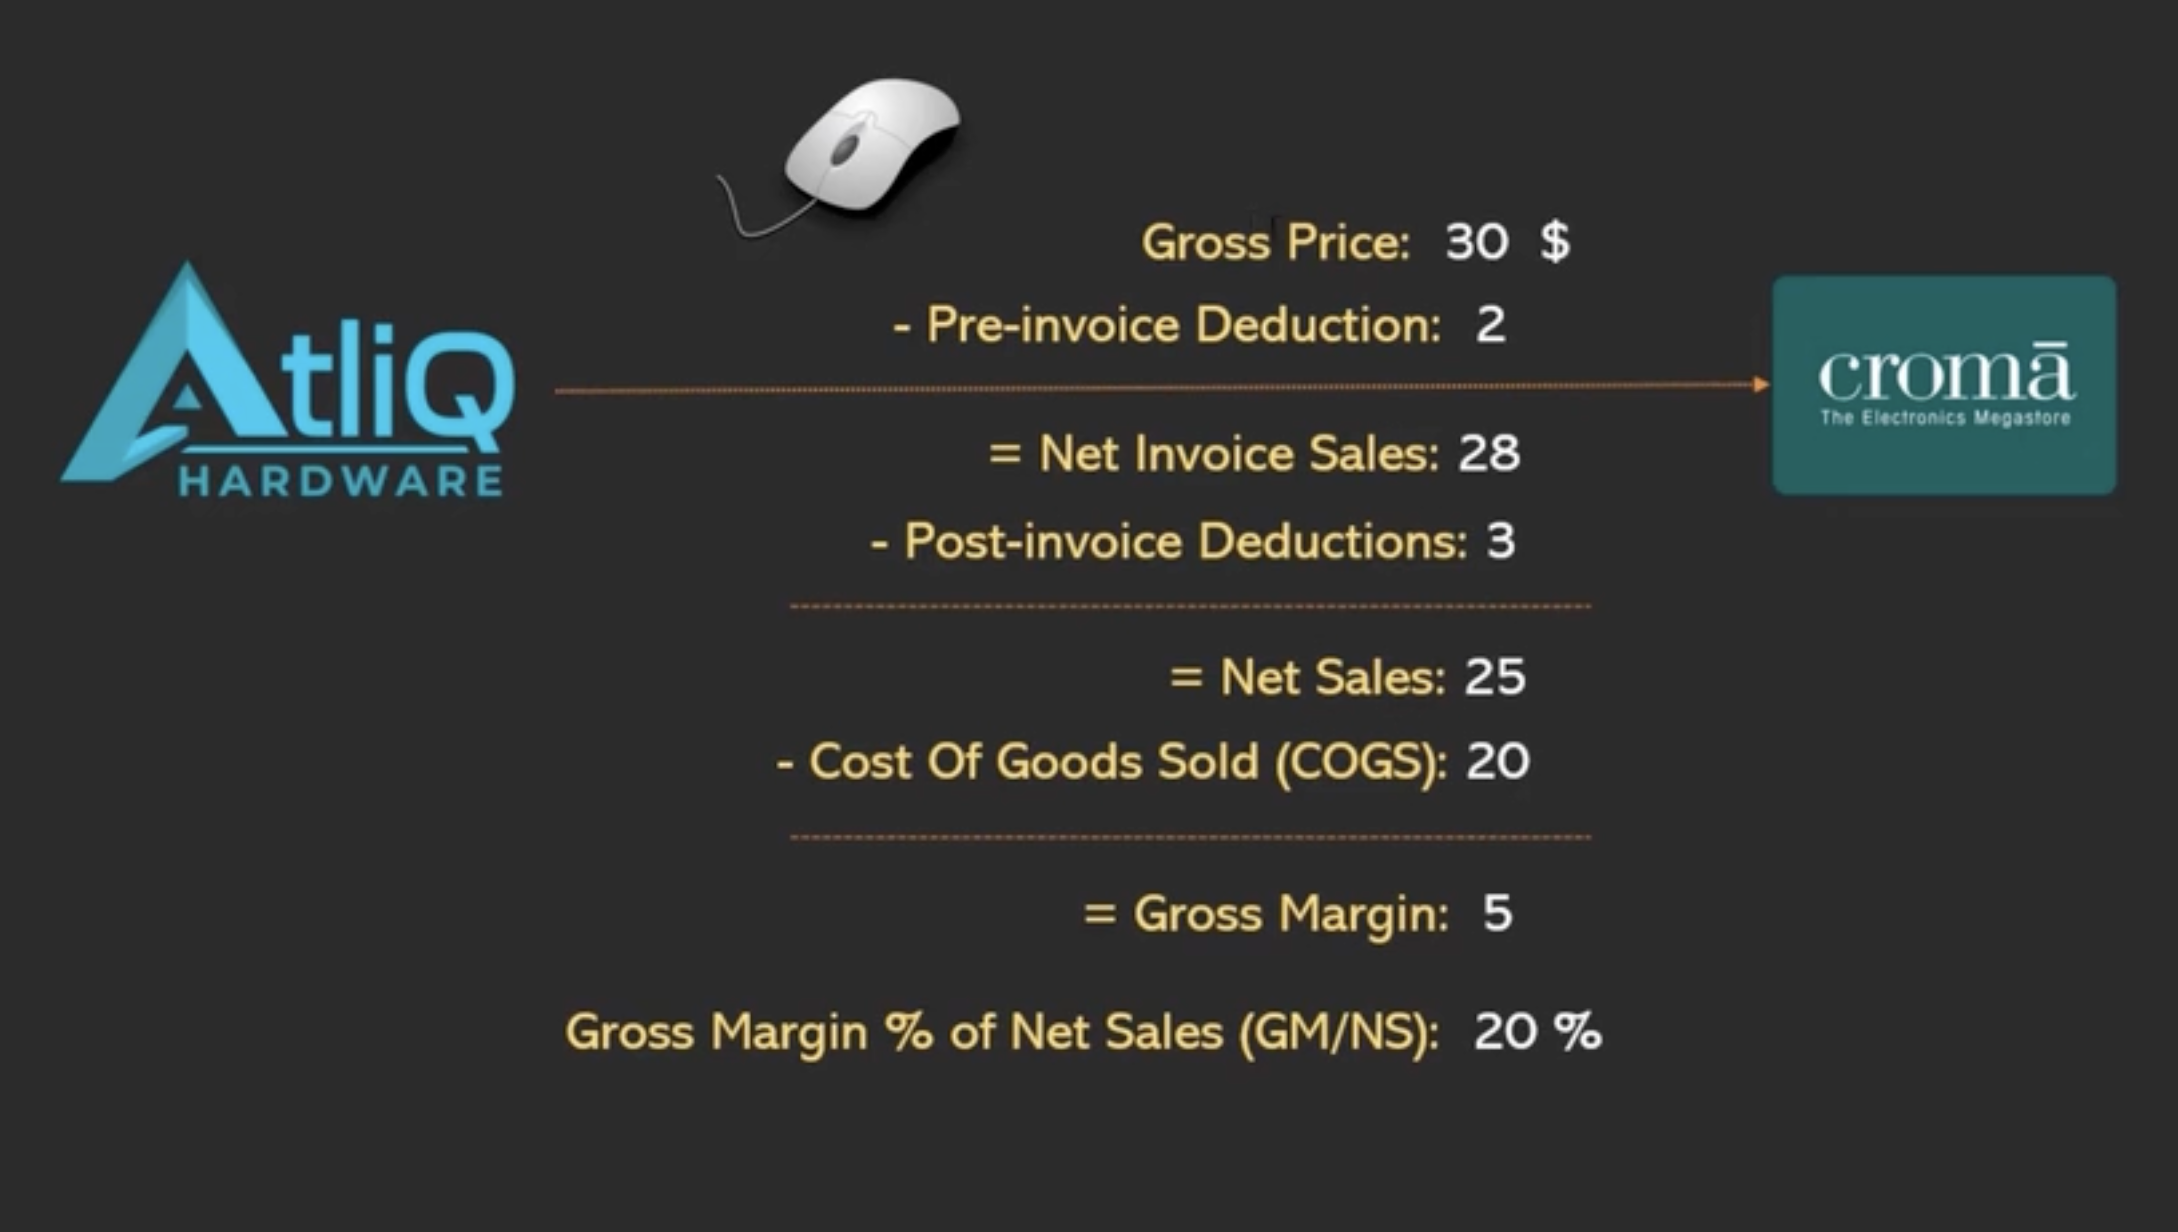 Gross Price: 30 $
- Pre-invoice Deduction: 2
AtliQ
HARDWARE
cromā
The Electronics Megastore
= Net Invoice Sales: 28
- Post-invoice Deductions: 3
= Net Sales: 25
- Cost Of Goods Sold (COGS): 20
= Gross Margin: 5
Gross Margin % of Net Sales (GM/NS): 20 %